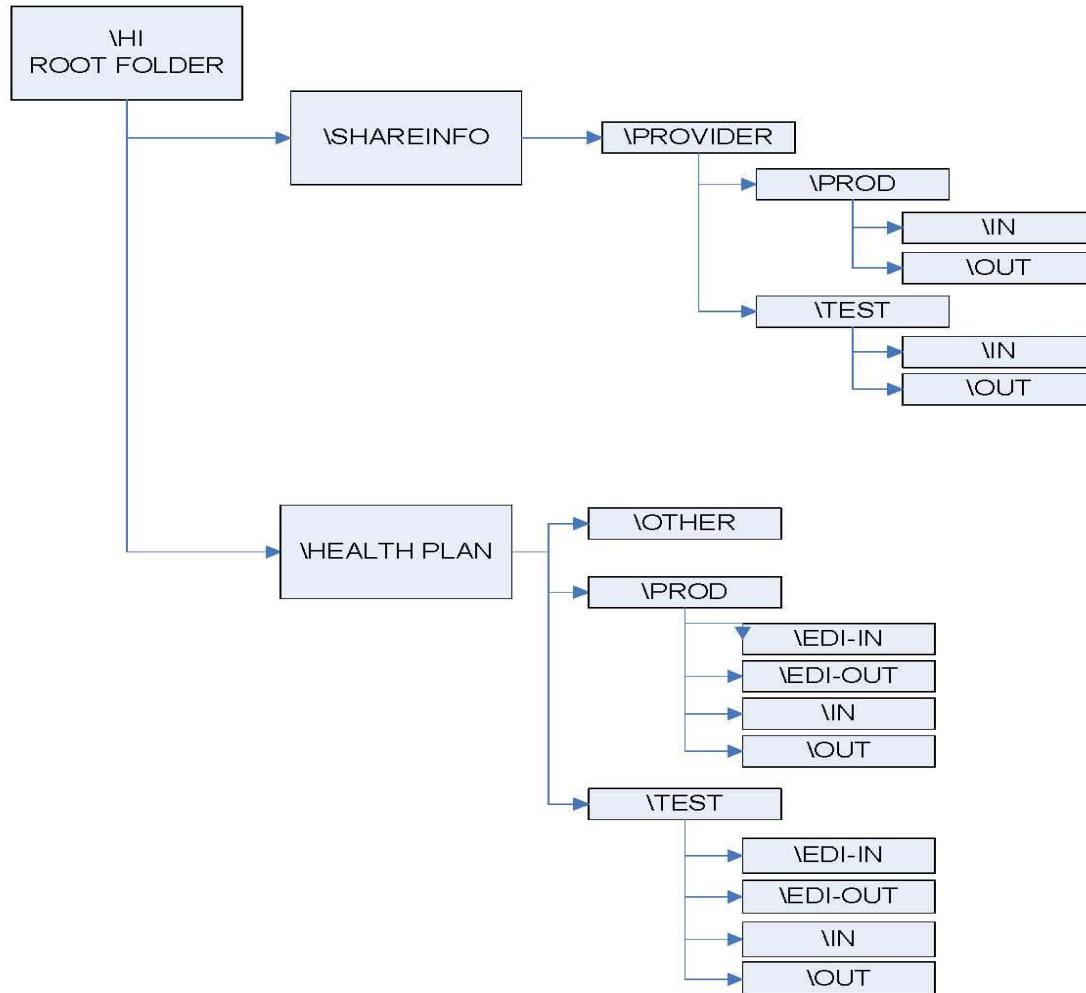 \HI
ROOT FOLDER
\SHAREINFO
\PROVIDER
\PROD
\IN
\OUT
\TEST
\IN
\OUT
\HEALTH PLAN
\OTHER
\PROD
\EDI-IN
\EDI-OUT
\IN
\OUT
\TEST
\EDI-IN
\EDI-OUT
\IN
\OUT